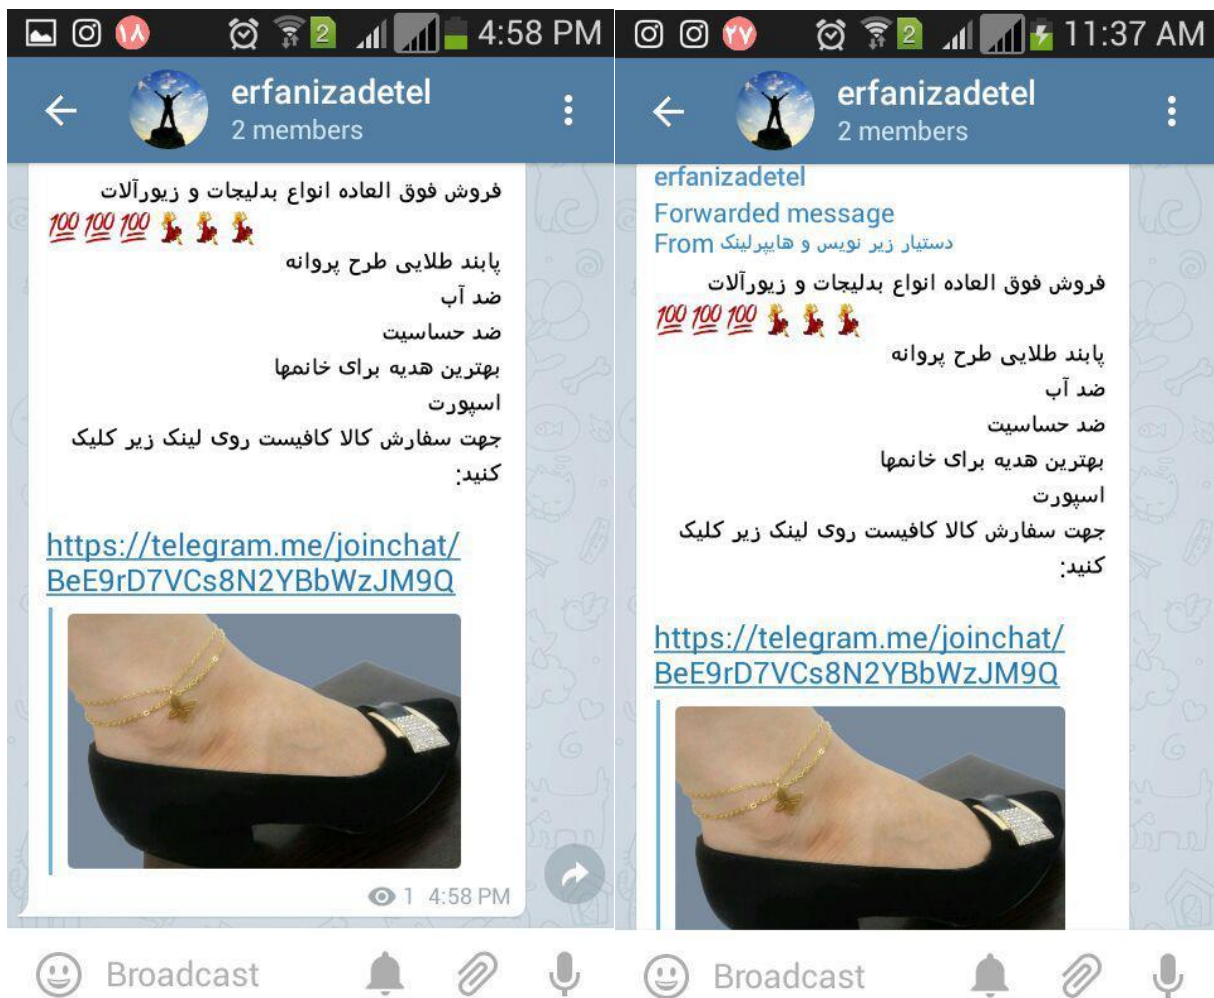 2 4:58 PM
۱۸
erfanizadetel
2 members
فروش فوق العاده انواع بدلیجات و زیورآلات
💯💯💯💃💃💃
پابند طلایی طرح پروانه
ضد آب
ضد حساسیت
بهترین هدیه برای خانمها
اسپورت
جهت سفارش کالا کافیست روی لینک زیر کلیک
کنید:
https://telegram.me/joinchat/
BeE9rD7VCs8N2YBbWzJM9Q
1 4:58 PM
Broadcast
۲۷
2 11:37 AM
erfanizadetel
2 members
erfanizadetel
Forwarded message
From دستیار زیر نویس و هایپرلینک
فروش فوق العاده انواع بدلیجات و زیورآلات
💯💯💯💃💃💃
پابند طلایی طرح پروانه
ضد آب
ضد حساسیت
بهترین هدیه برای خانمها
اسپورت
جهت سفارش کالا کافیست روی لینک زیر کلیک
کنید:
https://telegram.me/joinchat/
BeE9rD7VCs8N2YBbWzJM9Q
Broadcast